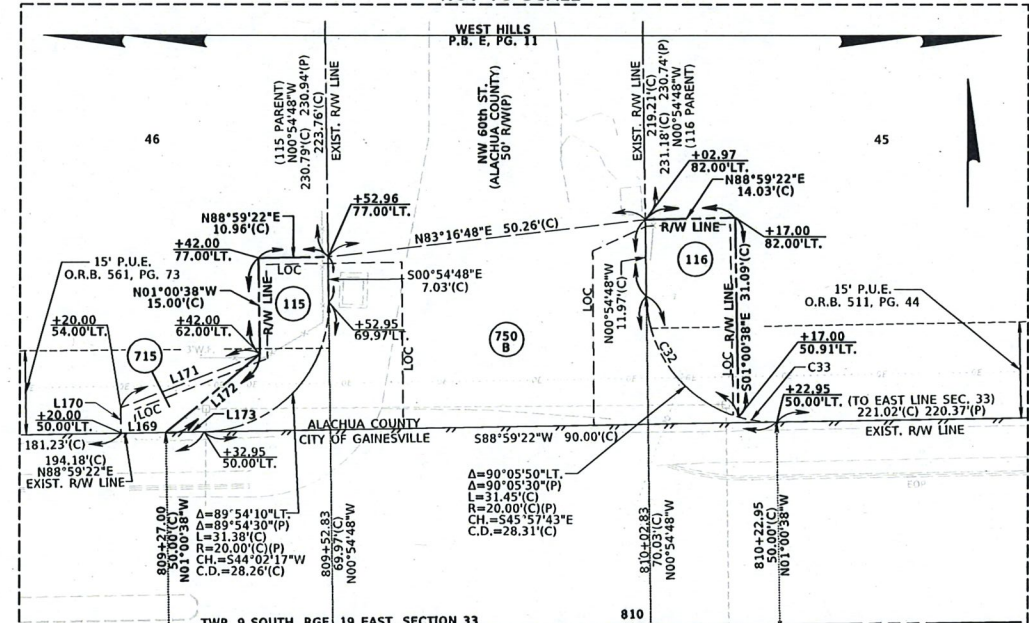 WEST HILLS
P.B. E, PG. 11
46
45
(115 PARENT)
N00°54'48"W
230.79'(C) 230.94'(P)
223.76'(C)
EXIST. R/W LINE
NW 60th ST.
(ALACHUA COUNTY)
50' R/W(P)
EXIST. R/W LINE
219.21'(C)
231.18'(C) 230.74'(P)
N00°54'48"W
(116 PARENT)
+02.97
82.00'LT.
N88°59'22"E
14.03'(C)
+52.96
77.00'LT.
N88°59'22"E
10.96'(C)
+42.00
77.00'LT.
LOC
N83°16'48"E 50.26'(C)
R/W LINE
+17.00
82.00'LT.
116
15' P.U.E.
O.R.B. 561, PG. 73
N01°00'38"W
15.00'(C)
R/W LINE
115
S00°54'48"E
7.03'(C)
LOC
N00°54'48"W
11.97'(C)
LOC
R/W LINE
S01°00'38"E 31.09'(C)
15' P.U.E.
O.R.B. 511, PG. 44
+20.00
54.00'LT.
+42.00
62.00'LT.
+52.95
69.97'LT.
LOC
750
B
C32
+17.00
50.91'LT.
C33
715
L171
L172
L170
LOC
L173
+20.00
50.00'LT.
L169
+22.95
50.00'LT.
(TO EAST LINE SEC. 33)
221.02'(C) 220.37'(P)
EXIST. R/W LINE
ALACHUA COUNTY
CITY OF GAINESVILLE
S88°59'22"W 90.00'(C)
181.23'(C)
194.18'(C)
N88°59'22"E
EXIST. R/W LINE
+32.95
50.00'LT.
EOP
Δ=89°54'10"LT.
Δ=89°54'30"(P)
L=31.38'(C)
R=20.00'(C)(P)
CH.=S44°02'17"W
C.D.=28.26'(C)
Δ=90°05'50"LT.
Δ=90°05'30"(P)
L=31.45'(C)
R=20.00'(C)(P)
CH.=S45°57'43"E
C.D.=28.31'(C)
809+27.00
50.00'(C)
N01°00'38"W
809+52.83
69.97'(C)
N00°54'48"W
810+02.83
70.03'(C)
N00°54'48"W
810+22.95
50.00'(C)
N01°00'38"W
810
TWP. 9 SOUTH, RGE. 19 EAST, SECTION 33